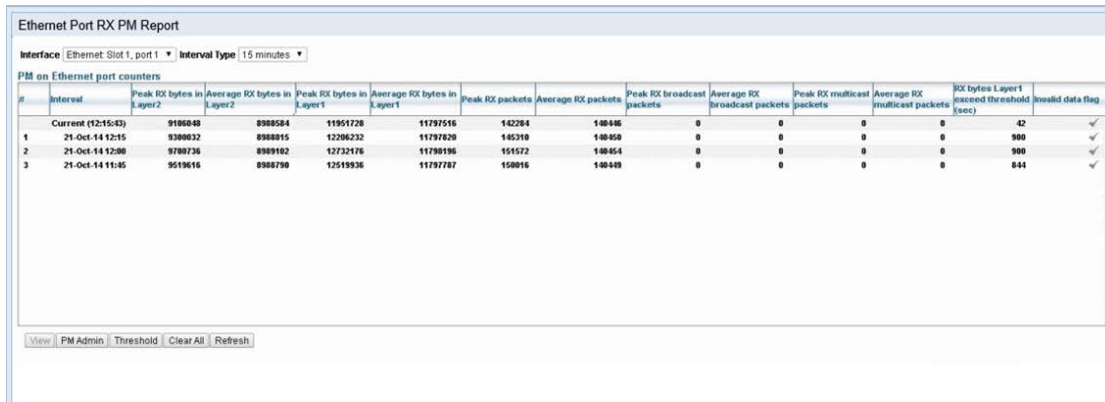 Ethernet Port RX PM Report
Interface Ethernet: Slot 1, port 1 Interval Type 15 minutes
PM on Ethernet port counters
# Interval Peak RX bytes in Layer2 Average RX bytes in Layer2 Peak RX bytes in Layer1 Average RX bytes in Layer1 Peak RX packets Average RX packets Peak RX broadcast packets Average RX broadcast packets Peak RX multicast packets Average RX multicast packets RX bytes Layer1 exceed threshold (sec) Invalid data flag
Current (12:15:43) 9106048 8988584 11951728 11797516 142284 140446 0 0 0 0 42
1 21-Oct-14 12:15 9300032 8988815 12206232 11797820 145310 140450 0 0 0 0 900
2 21-Oct-14 12:00 9700736 8989102 12732176 11798196 151572 140454 0 0 0 0 900
3 21-Oct-14 11:45 9519616 8988790 12519936 11797787 150016 140449 0 0 0 0 844
View PM Admin Threshold Clear All Refresh